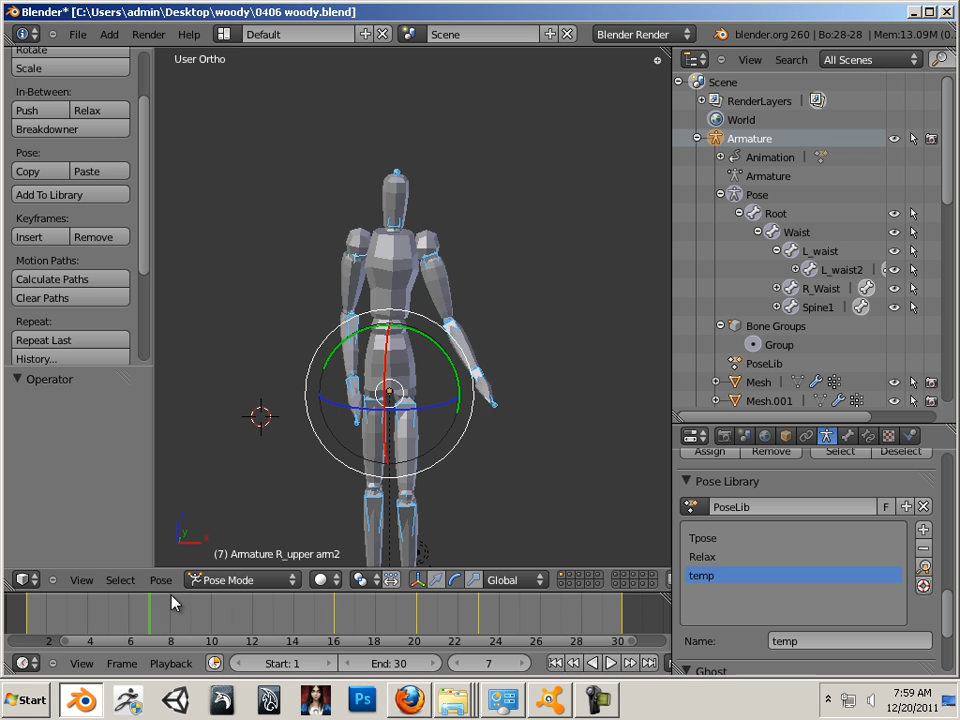 Blender* [C:\Users\admin\Desktop\woody\0406 woody.blend]
File Add Render Help Default Scene Blender Render blender.org 260 | Bo:28-28 | Mem:13.09M (0.
Rotate
Scale
In-Between:
Push Relax
Breakdowner
Pose:
Copy Paste
Add To Library
Keyframes:
Insert Remove
Motion Paths:
Calculate Paths
Clear Paths
Repeat:
Repeat Last
History...
Operator
User Ortho
y
x
(7) Armature R_upper arm2
View Select Pose Pose Mode Global
2 4 6 8 10 12 14 16 18 20 22 24 26 28 30
View Frame Playback Start: 1 End: 30 7
View Search All Scenes
Scene
RenderLayers
World
Armature
Animation
Armature
Pose
Root
Waist
L_waist
L_waist2
R_Waist
Spine1
Bone Groups
Group
PoseLib
Mesh
Mesh.001
Assign Remove Select Deselect
Pose Library
PoseLib F
Tpose
Relax
temp
Name: temp
Ghost
Start
Ps
7:59 AM
12/20/2011